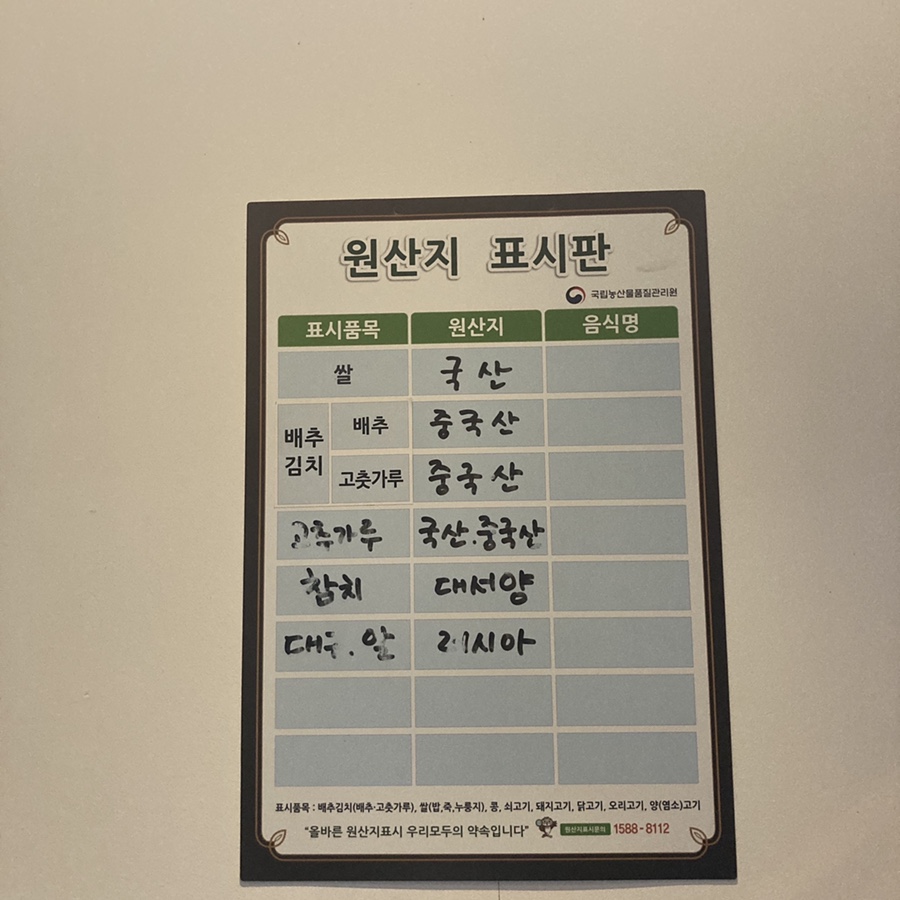 원산지 표시판
국립농산물품질관리원
표시품목 원산지 음식명
쌀 국산
배추김치 배추 중국산
고춧가루 중국산
고추가루 국산.중국산
참치 대서양
대구.알 러시아
표시품목 : 배추김치(배추·고춧가루), 쌀(밥,죽,누룽지), 콩, 쇠고기, 돼지고기, 닭고기, 오리고기, 양(염소)고기
"올바른 원산지표시 우리모두의 약속입니다" 원산지표시문의 1588-8112